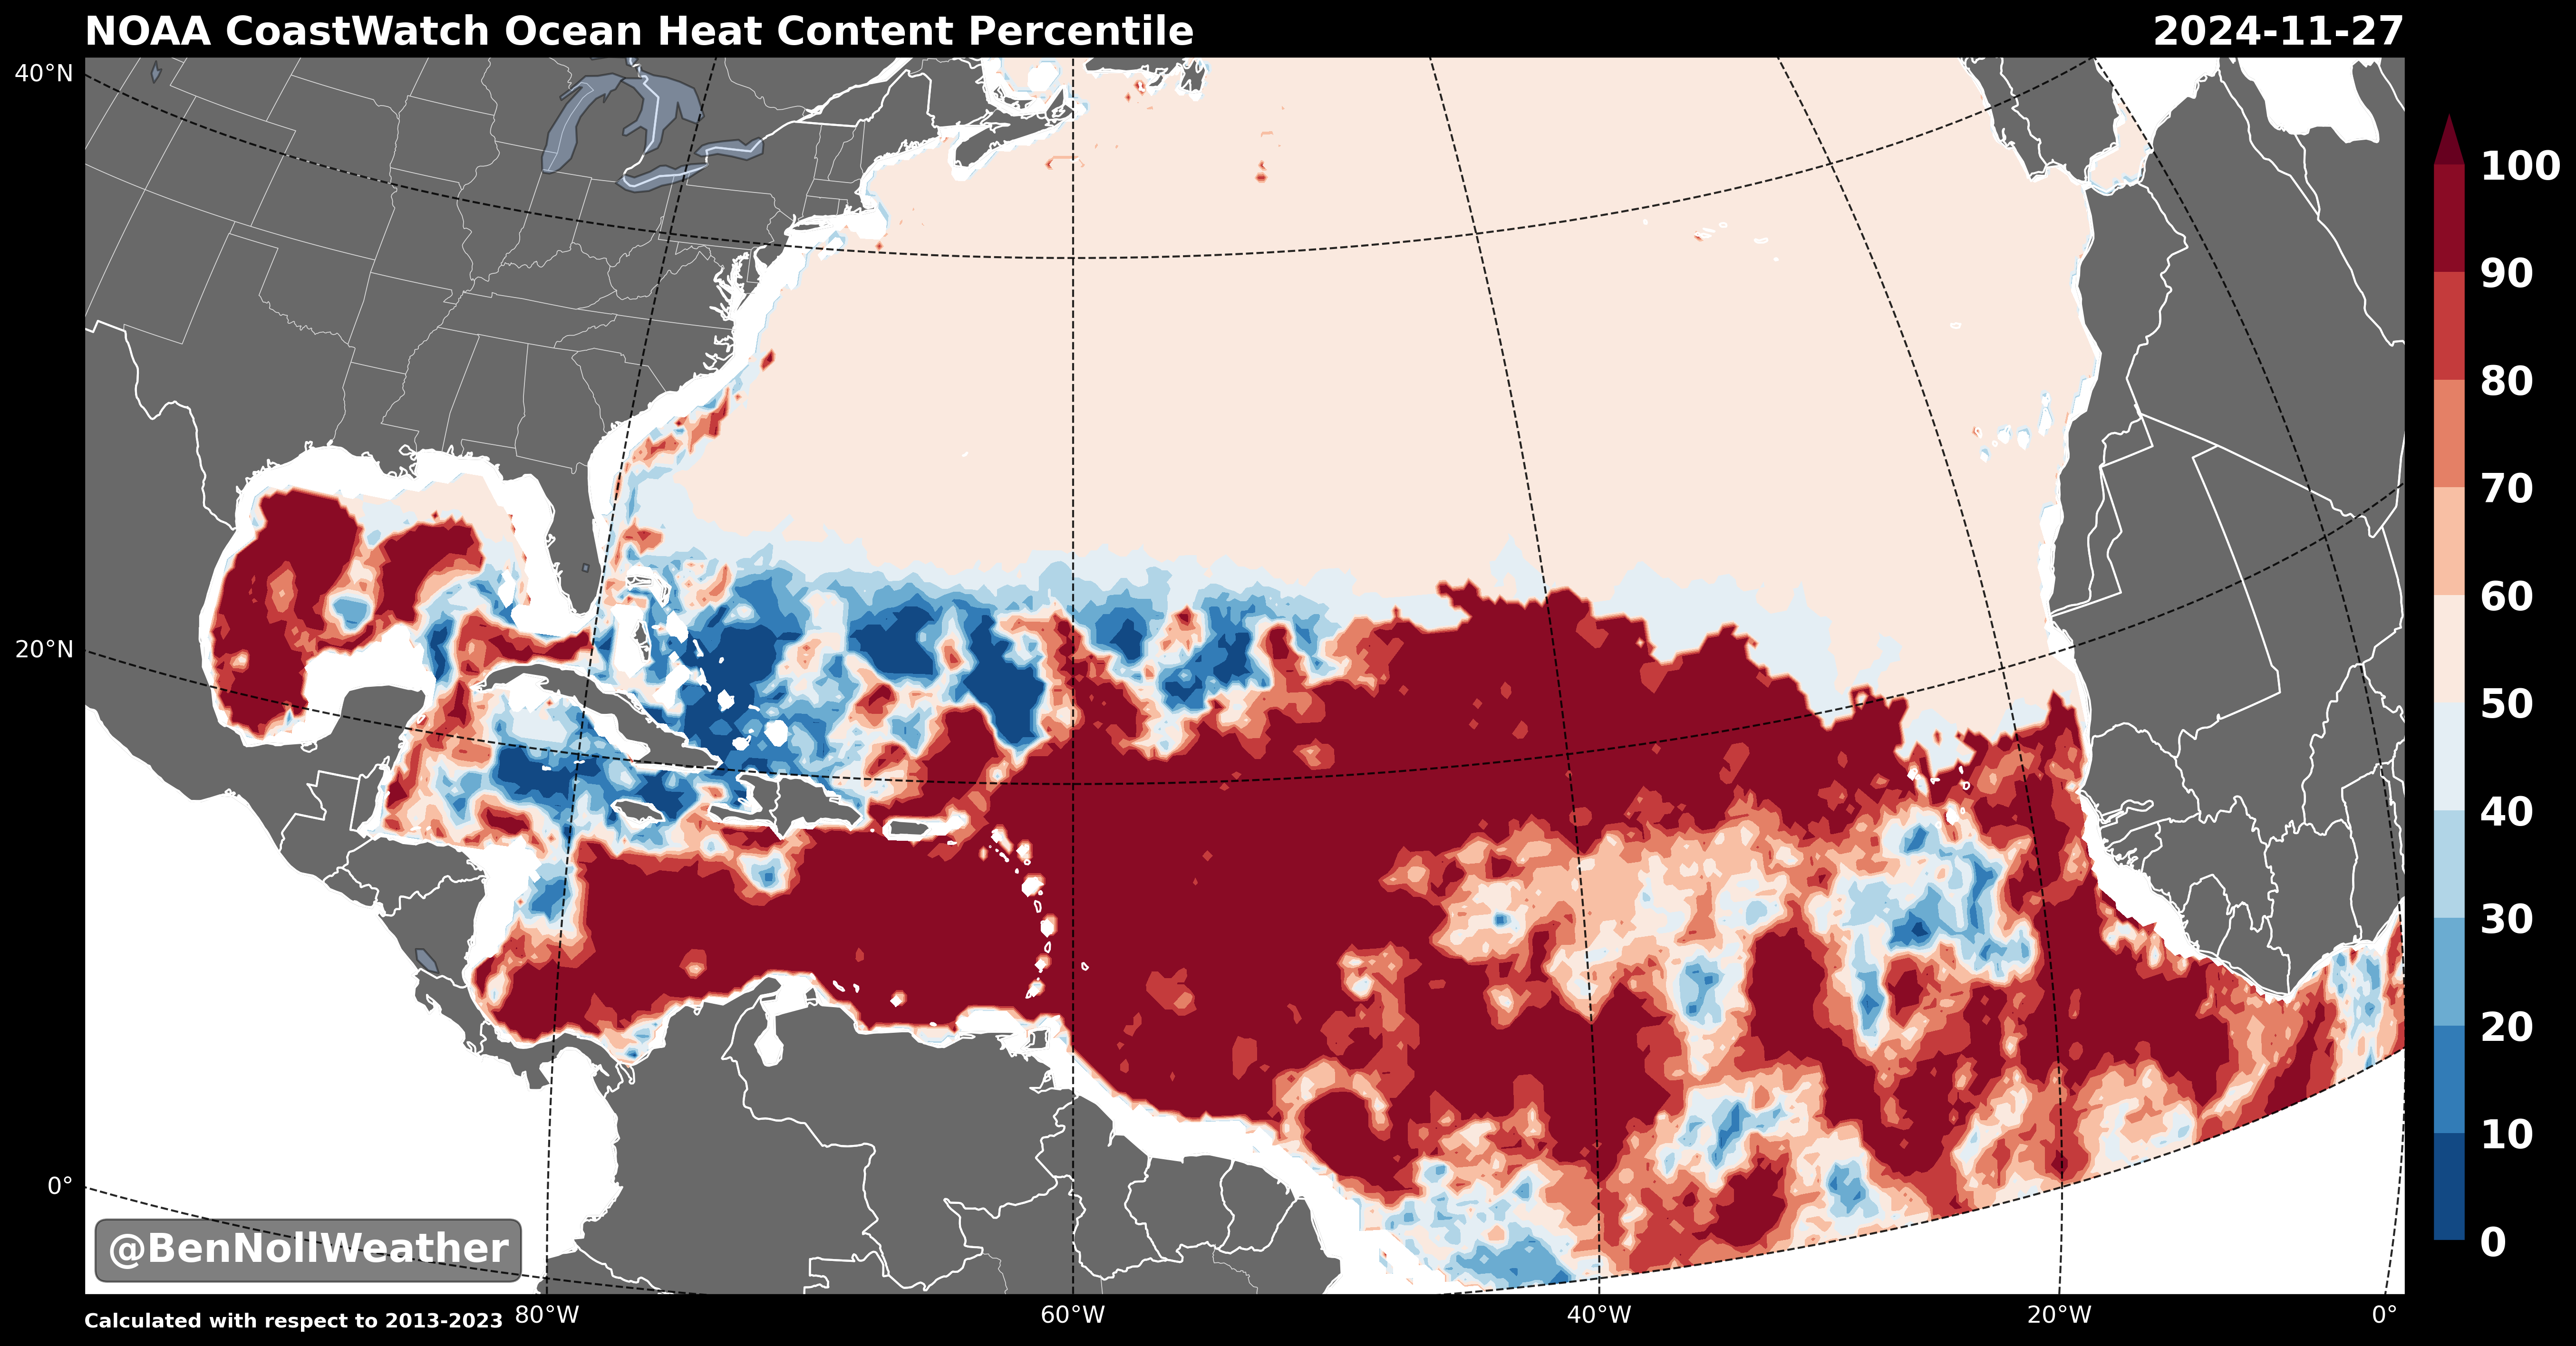 NOAA CoastWatch Ocean Heat Content Percentile 2024-11-27
40°N
20°N
0°
100
90
80
70
60
50
40
30
20
10
0
@BenNollWeather
Calculated with respect to 2013-2023
80°W 60°W 40°W 20°W 0°